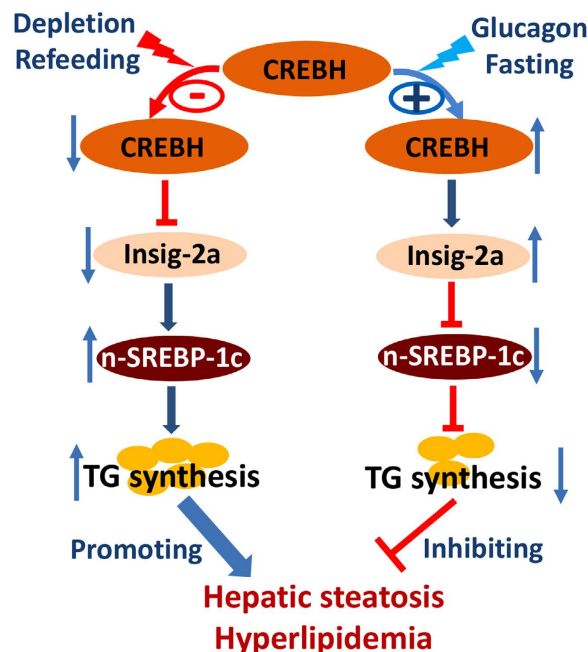 Depletion
Refeeding
CREBH
Glucagon
Fasting
-
+
CREBH
CREBH
Insig-2a
Insig-2a
n-SREBP-1c
n-SREBP-1c
TG synthesis
TG synthesis
Promoting
Inhibiting
Hepatic steatosis
Hyperlipidemia